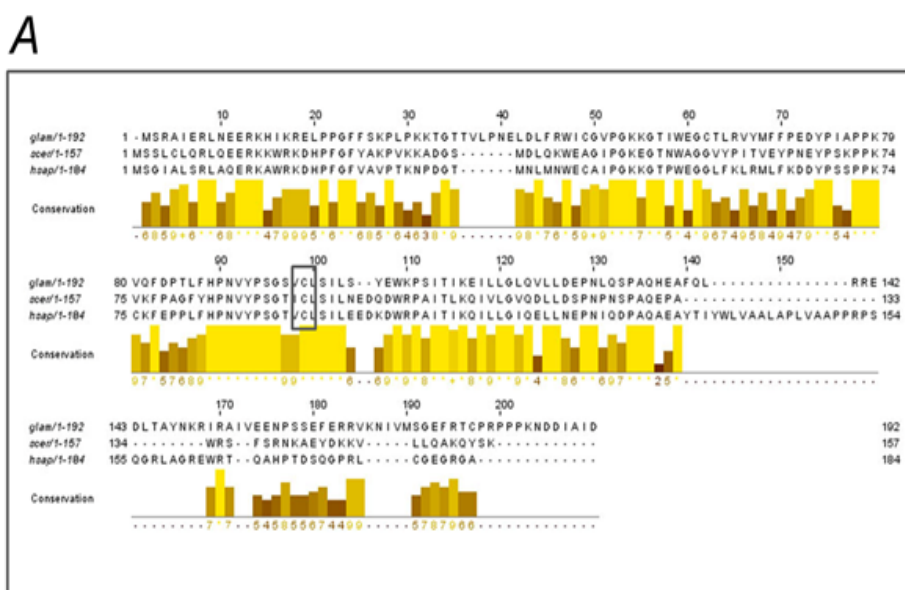 A
10 20 30 40 50 60 70
glam/1-192 1 -MSRAIERLNEERKHIKRELPPGFFSKPLPKKTGTTVLPNELDLFRWICGVPGKKGTIWEGCTLRVYMFFPEDYPIAPPK 79
scer/1-157 1 MSSLCLQRLQEERKKWRKDHPFGFYAKPVKKADGS······MDLQKWEAGIPGKEGTNWAGGVYPITVEYPNEYPSKPPK 74
hsap/1-184 1 MSGIALSRLAQERKAWRKDHPFGFVAVPTKNPDGT······MNLMNWECAIPGKKGTPWEGGLFKLRMLFKDDYPSSPPK 74
Conservation
90 100 110 120 130 140 150
glam/1-192 80 VQFDPTLFHPNVYPSGSVCLSILS··YEWKPSITIKEILLGLQVLLDEPNLQSPAQHEAFQL···············RRE 142
scer/1-157 75 VKFPAGFYHPNVYPSGTICLSILNEDQDWRPAITLKQIVLGVQDLLDSPNPNSPAQEPA····················· 133
hsap/1-184 75 CKFEPPLFHPNVYPSGTVCLSILEEDKDWRPAITIKQILLGIQELLNEPNIQDPAQAEAYTIYWLVAALAPLVAAPPRPS 154
Conservation
170 180 190 200
glam/1-192 143 DLTAYNKRIRAIVEENPSSEFERRVKNIVMSGEFRTCPRPPPKNDDIAID 192
scer/1-157 134 ········WRS··FSRNKAEYDKKV·····LLQAKQYSK··········· 157
hsap/1-184 155 QGRLAGREWRT··QAHPTDSQGPRL·····CGEGRGA············· 184
Conservation